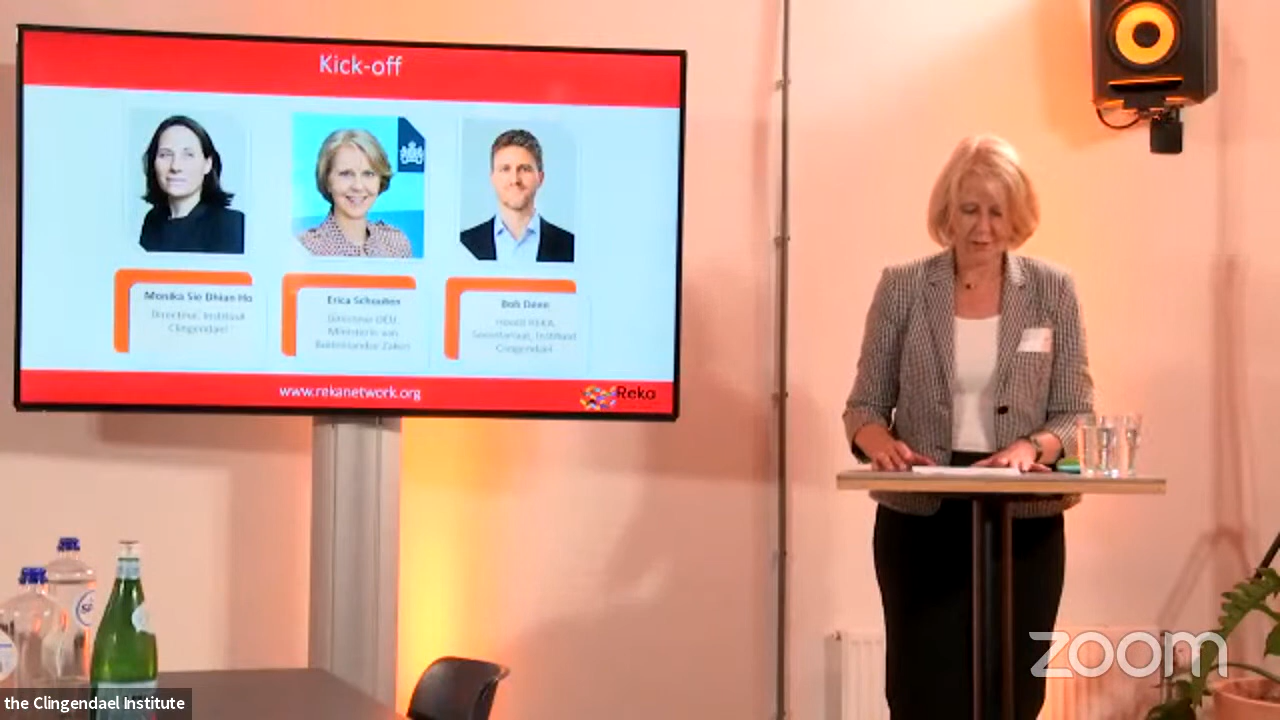 Kick-off
Monika Sie Dhian Ho
Directeur, Instituut
Clingendael
Erica Schouten
Directeur DEU,
Ministerie van
Buitenlandse Zaken
Bob Deen
Hoofd REKA
Secretariaat, Instituut
Clingendael
www.rekanetwork.org
Reka
zoom
the Clingendael Institute